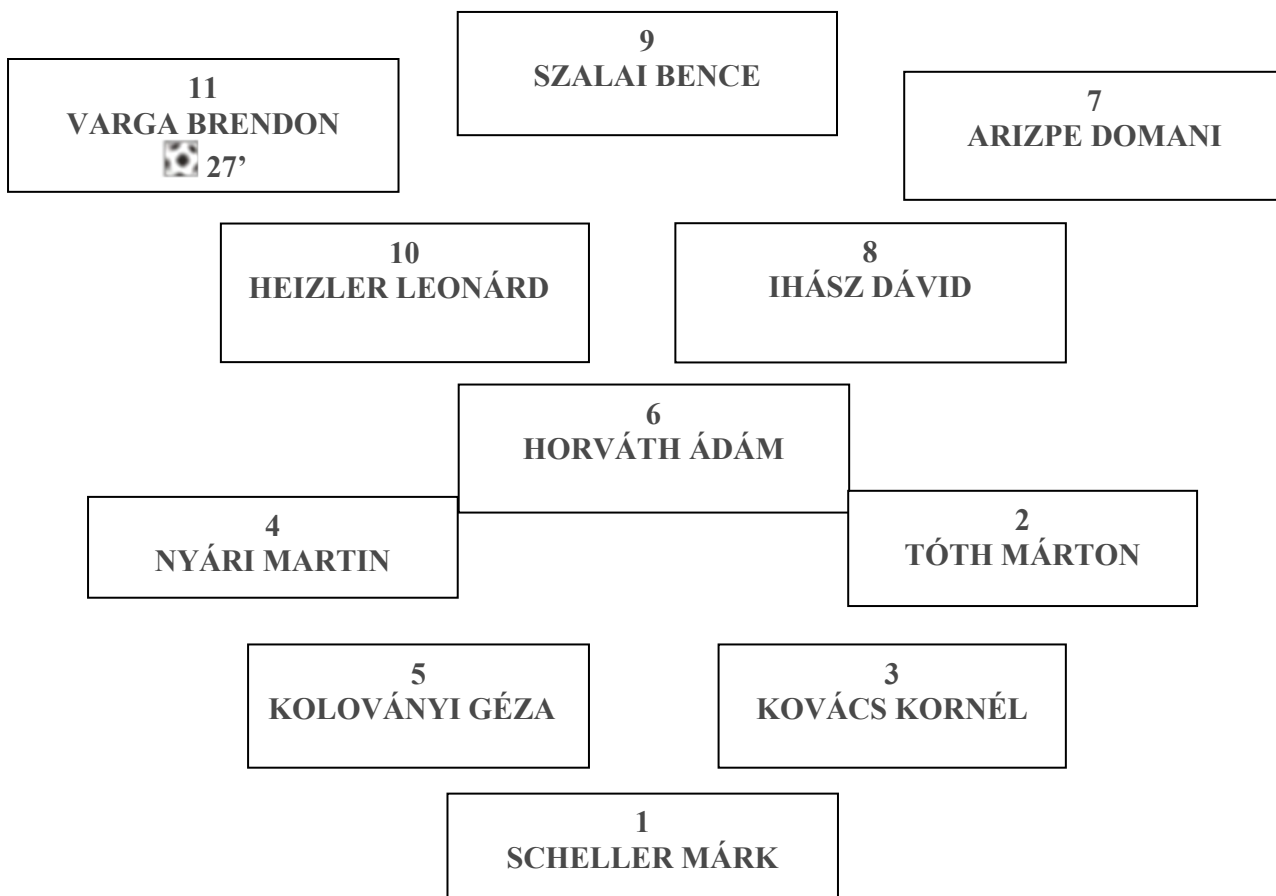 9
SZALAI BENCE
11
VARGA BRENDON
27’
7
ARIZPE DOMANI
10
HEIZLER LEONÁRD
8
IHÁSZ DÁVID
6
HORVÁTH ÁDÁM
4
NYÁRI MARTIN
2
TÓTH MÁRTON
5
KOLOVÁNYI GÉZA
3
KOVÁCS KORNÉL
1
SCHELLER MÁRK